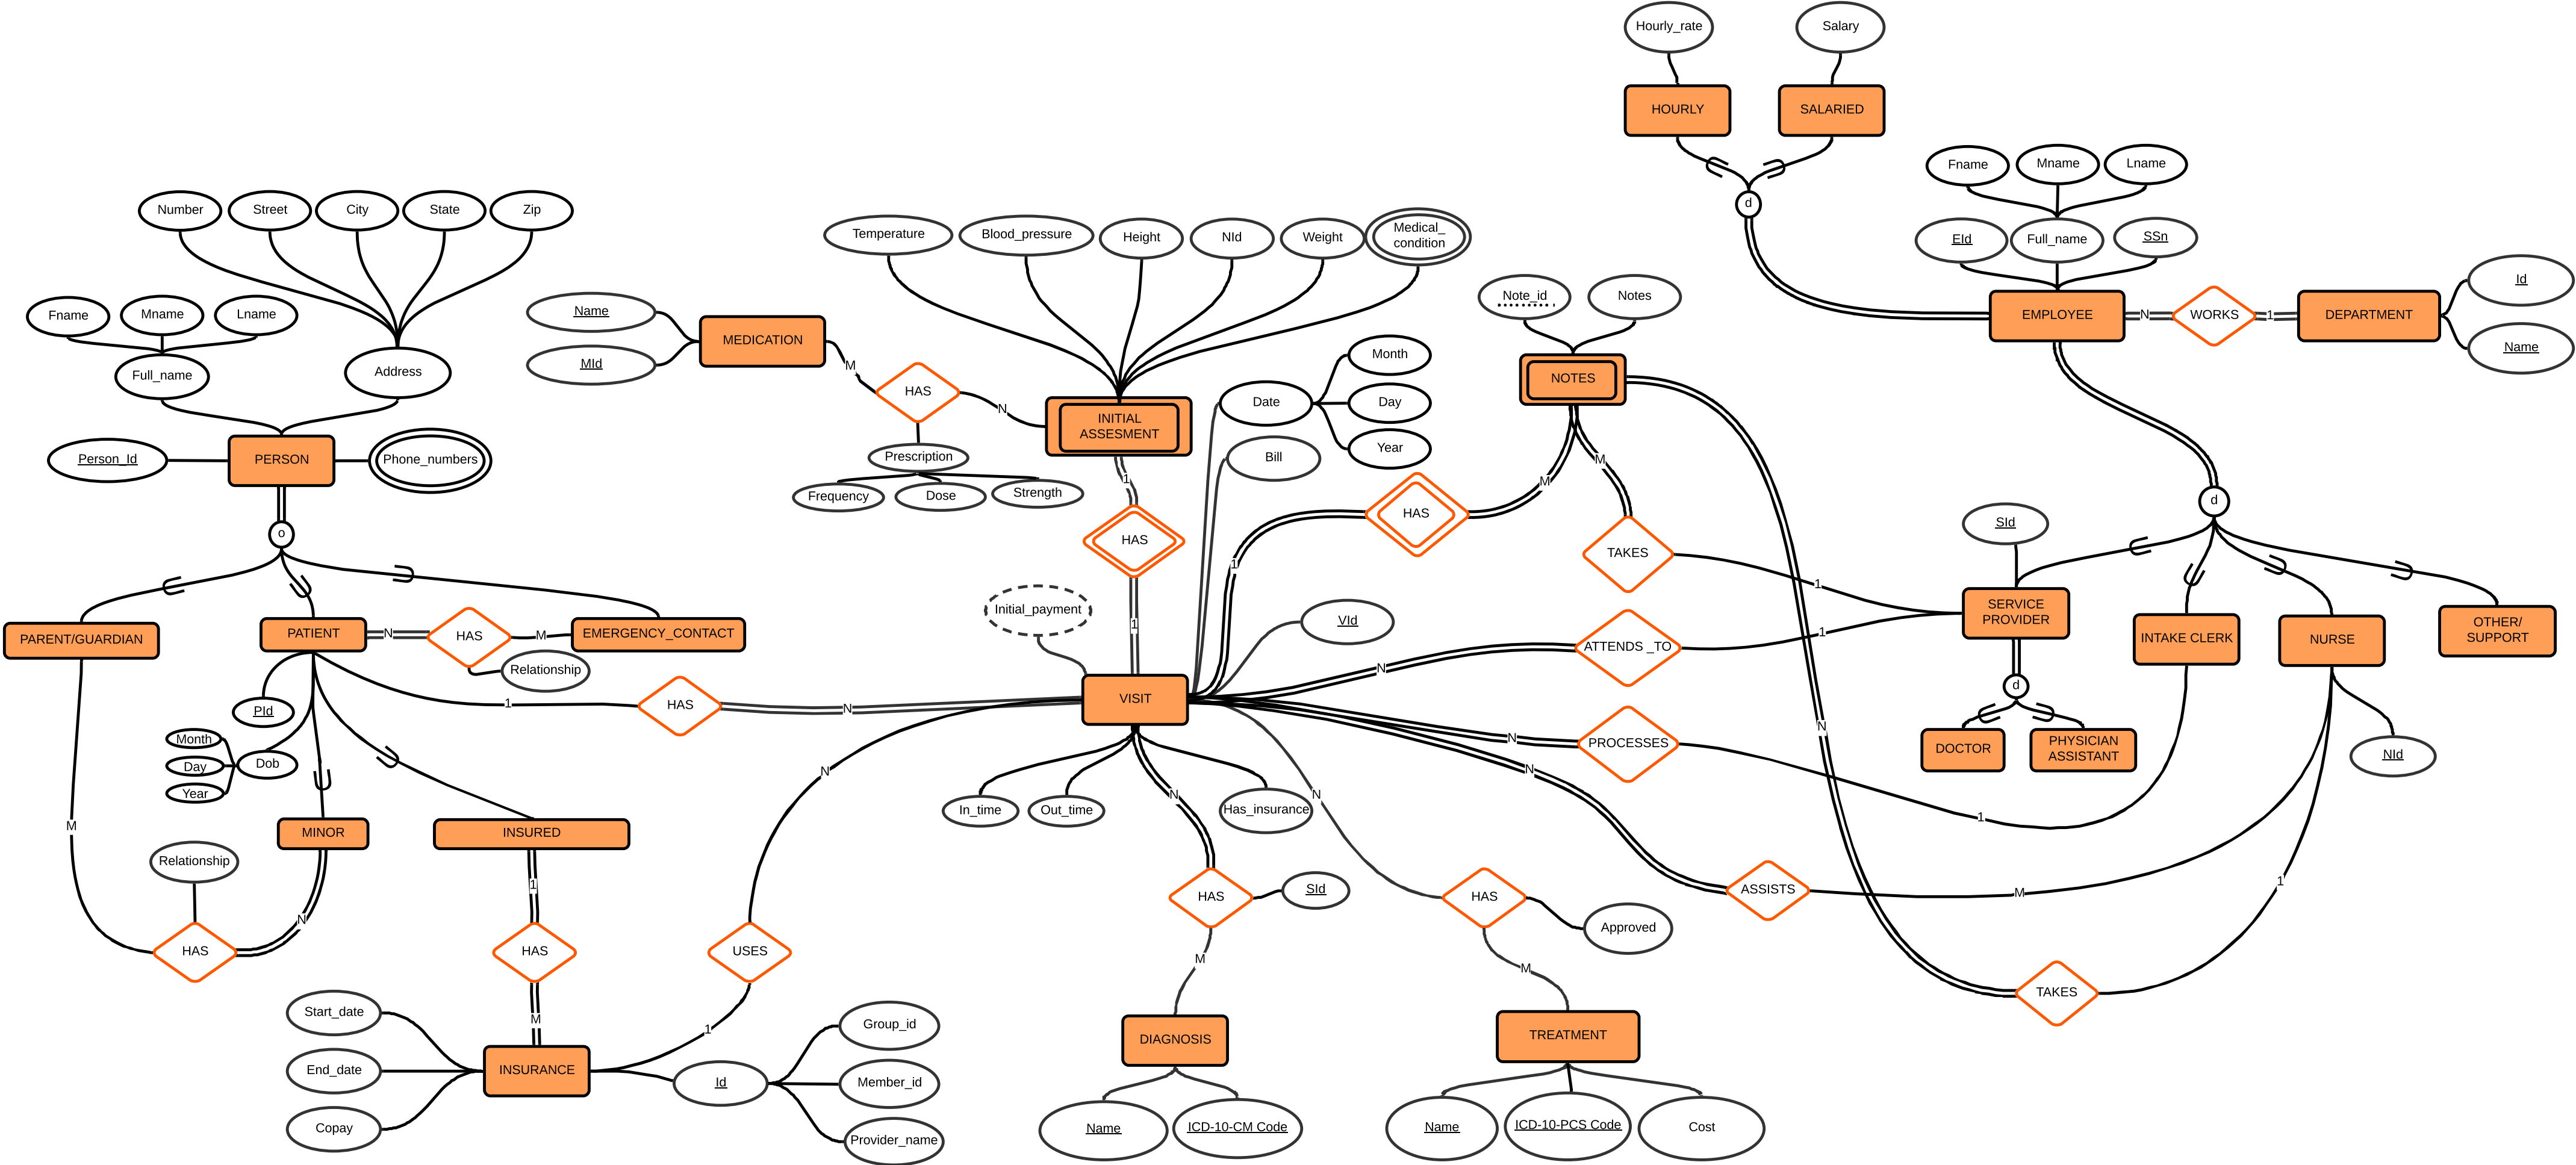 Hourly_rate
Salary
HOURLY
SALARIED
d
Fname
Mname
Lname
EId
Full_name
SSn
EMPLOYEE
N
WORKS
1
DEPARTMENT
Id
Name
Number
Street
City
State
Zip
Fname
Mname
Lname
Full_name
Address
Person_Id
PERSON
Phone_numbers
o
Name
MId
MEDICATION
M
HAS
N
Prescription
Frequency
Dose
Strength
Temperature
Blood_pressure
Height
NId
Weight
Medical_
condition
INITIAL
ASSESMENT
1
HAS
1
Date
Month
Day
Year
Bill
Note_id
Notes
NOTES
M
M
HAS
1
TAKES
1
d
SId
SERVICE
PROVIDER
INTAKE CLERK
NURSE
OTHER/
SUPPORT
d
DOCTOR
PHYSICIAN
ASSISTANT
NId
PARENT/GUARDIAN
PATIENT
N
HAS
M
EMERGENCY_CONTACT
Relationship
PId
1
HAS
N
Initial_payment
VISIT
VId
N
ATTENDS _TO
1
N
PROCESSES
1
N
ASSISTS
M
N
TAKES
1
Month
Day
Year
Dob
M
MINOR
INSURED
Relationship
HAS
N
1
HAS
M
N
USES
1
In_time
Out_time
Has_insurance
N
HAS
SId
M
N
HAS
Approved
M
Start_date
End_date
Copay
INSURANCE
Id
Group_id
Member_id
Provider_name
DIAGNOSIS
Name
ICD-10-CM Code
TREATMENT
Name
ICD-10-PCS Code
Cost